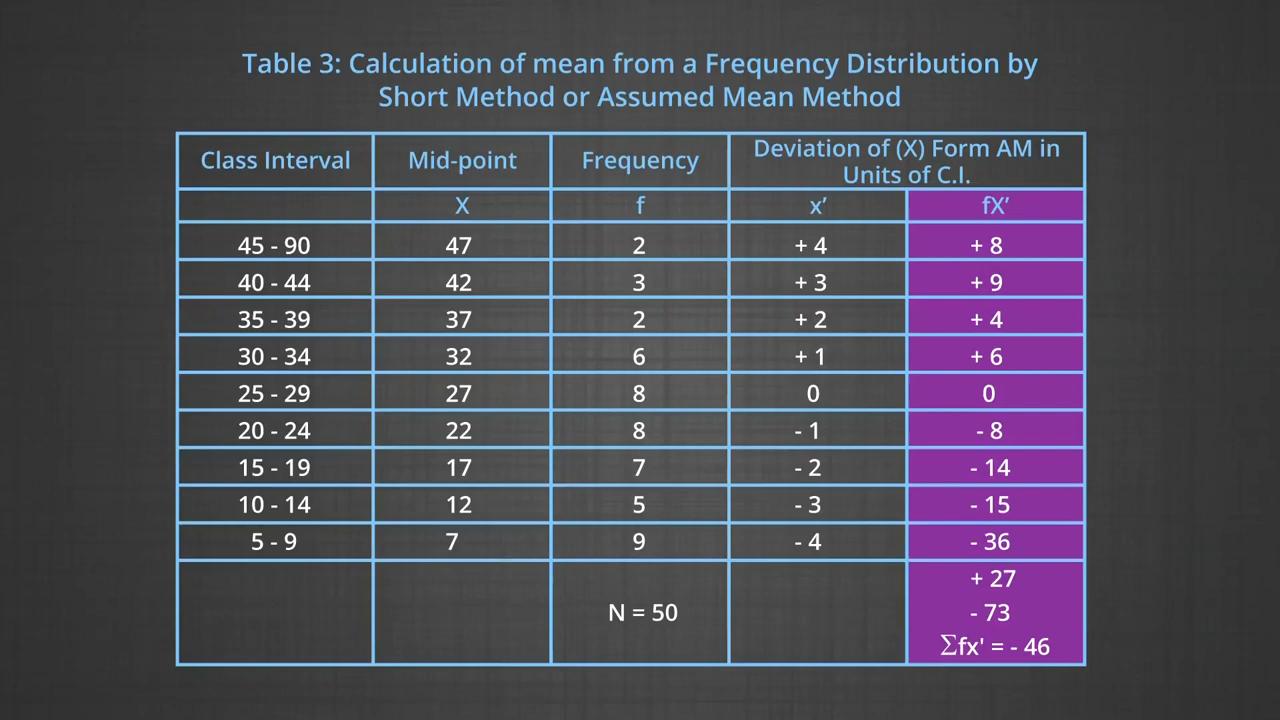 Table 3: Calculation of mean from a Frequency Distribution by
Short Method or Assumed Mean Method
Class Interval Mid-point Frequency Deviation of (X) Form AM in
Units of C.I.
X f x’ fX’
45 - 90 47 2 + 4 + 8
40 - 44 42 3 + 3 + 9
35 - 39 37 2 + 2 + 4
30 - 34 32 6 + 1 + 6
25 - 29 27 8 0 0
20 - 24 22 8 - 1 - 8
15 - 19 17 7 - 2 - 14
10 - 14 12 5 - 3 - 15
5 - 9 7 9 - 4 - 36
+ 27
N = 50 - 73
∑fx' = - 46